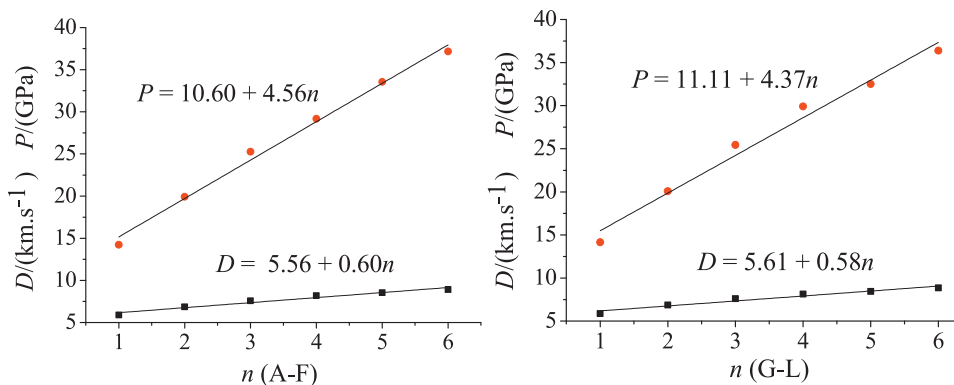 40
35
30
25
20
15
10
5
P/(GPa)
D/(km.s⁻¹)
P = 10.60 + 4.56n
D = 5.56 + 0.60n
1 2 3 4 5 6
n (A-F)
40
35
30
25
20
15
10
5
P/(GPa)
D/(km.s⁻¹)
P = 11.11 + 4.37n
D = 5.61 + 0.58n
1 2 3 4 5 6
n (G-L)